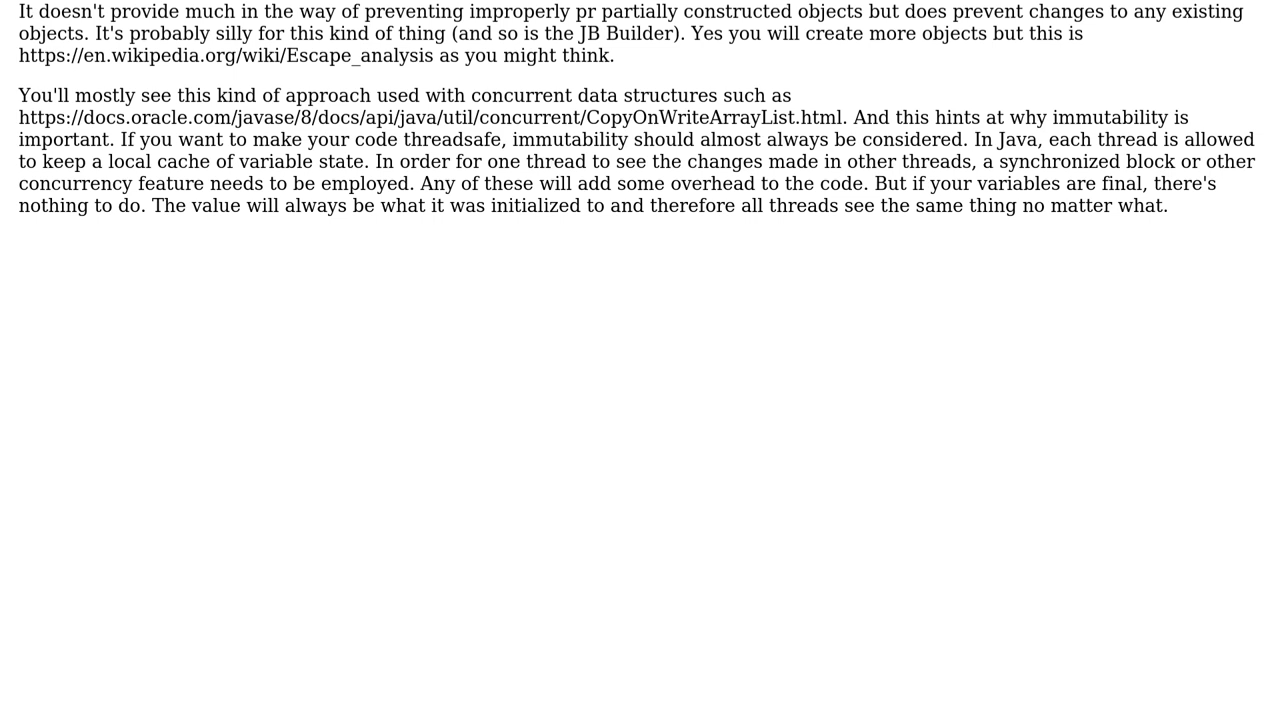 It doesn't provide much in the way of preventing improperly pr partially constructed objects but does prevent changes to any existing
objects. It's probably silly for this kind of thing (and so is the JB Builder). Yes you will create more objects but this is
https://en.wikipedia.org/wiki/Escape_analysis as you might think.
You'll mostly see this kind of approach used with concurrent data structures such as
https://docs.oracle.com/javase/8/docs/api/java/util/concurrent/CopyOnWriteArrayList.html. And this hints at why immutability is
important. If you want to make your code threadsafe, immutability should almost always be considered. In Java, each thread is allowed
to keep a local cache of variable state. In order for one thread to see the changes made in other threads, a synchronized block or other
concurrency feature needs to be employed. Any of these will add some overhead to the code. But if your variables are final, there's
nothing to do. The value will always be what it was initialized to and therefore all threads see the same thing no matter what.